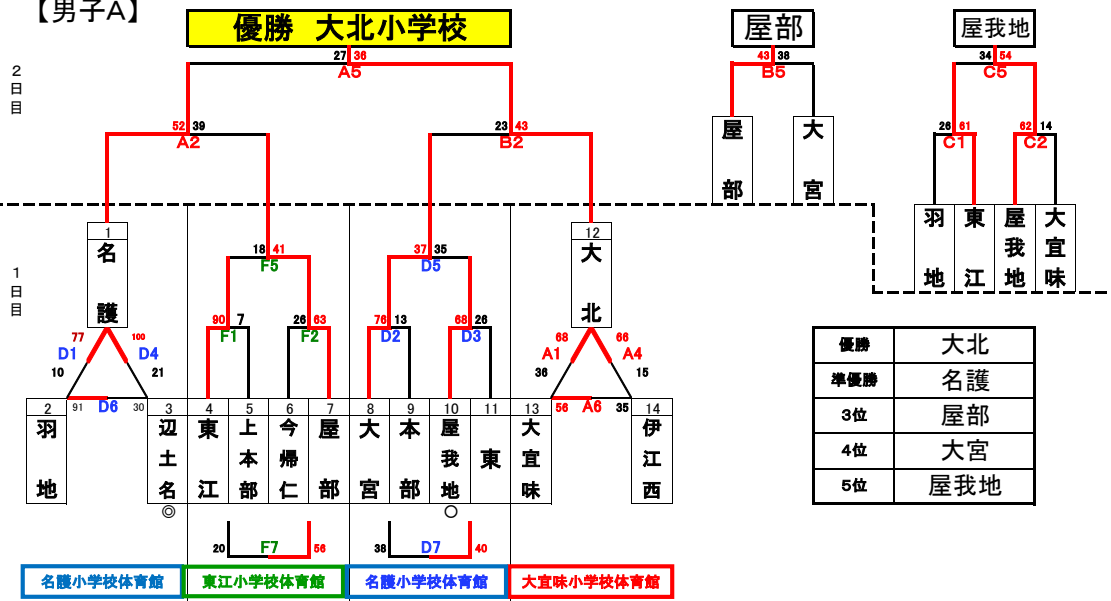 【男子A】
優勝 大北小学校
屋部
屋我地
27 36
A5
43 38
B5
34 54
C5
2日目
52 39
A2
23 43
B2
26 61
C1
62 14
C2
屋部
大宮
羽地
東江
屋我地
大宜味
1日目
1
名護
12
大北
18 41
F5
37 35
D5
77
D1
10
100
D4
21
91
D6
30
90 7
F1
26 63
F2
76 13
D2
68 26
D3
68
A1
36
66
A4
15
56
A6
35
2
羽地
3
辺土名
◎
4
東江
5
上本部
6
今帰仁
7
屋部
8
大宮
9
本部
10
屋我地
○
11
東
13
大宜味
14
伊江西
20
F7
56
38
D7
40
名護小学校体育館
東江小学校体育館
名護小学校体育館
大宜味小学校体育館
優勝 大北
準優勝 名護
3位 屋部
4位 大宮
5位 屋我地